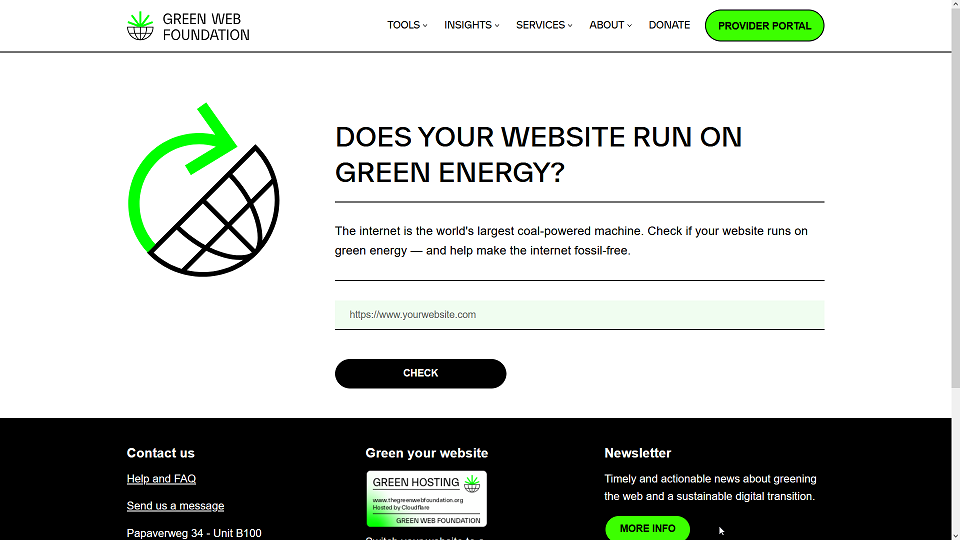 GREEN WEB
FOUNDATION
TOOLS
INSIGHTS
SERVICES
ABOUT
DONATE
PROVIDER PORTAL
DOES YOUR WEBSITE RUN ON
GREEN ENERGY?
The internet is the world's largest coal-powered machine. Check if your website runs on
green energy — and help make the internet fossil-free.
https://www.yourwebsite.com
CHECK
Contact us
Help and FAQ
Send us a message
Papaverweg 34 - Unit B100
Green your website
GREEN HOSTING
www.thegreenwebfoundation.org
Hosted by Cloudflare
GREEN WEB FOUNDATION
Switch your website to a
Newsletter
Timely and actionable news about greening
the web and a sustainable digital transition.
MORE INFO